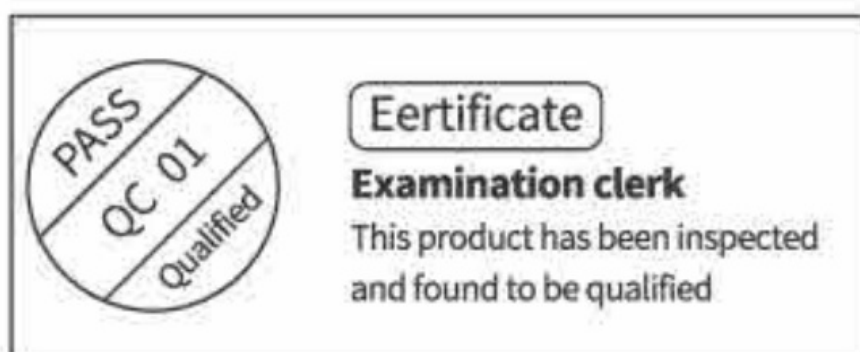 PASS
QC 01
Qualified
Eertificate
Examination clerk
This product has been inspected
and found to be qualified